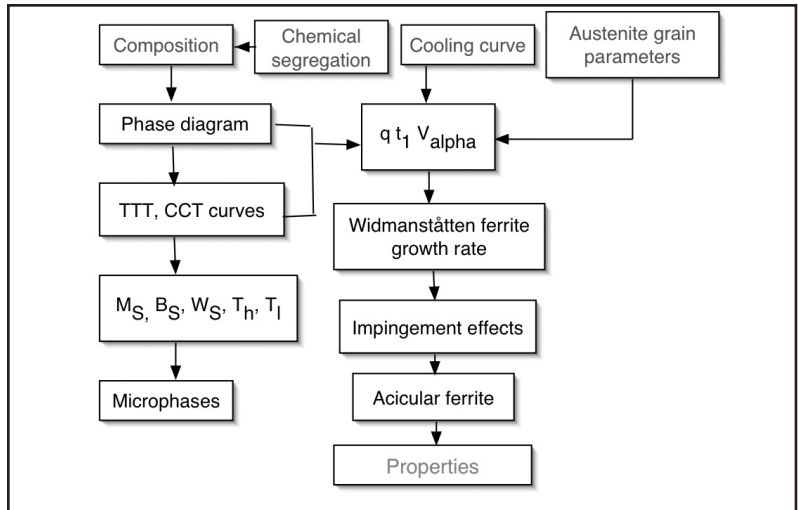 Composition
Chemical
segregation
Cooling curve
Austenite grain
parameters
Phase diagram
q t1 Valpha
TTT, CCT curves
Widmanståtten ferrite
growth rate
MS, BS, WS, Th, Tl
Impingement effects
Microphases
Acicular ferrite
Properties